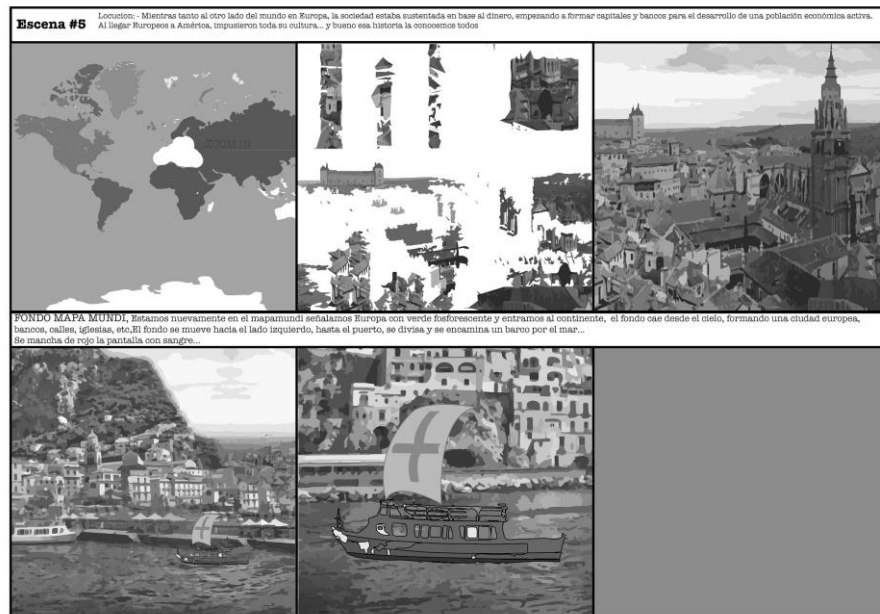 Escena #5
Locucion: - Mientras tanto al otro lado del mundo en Europa, la sociedad estaba sustentada en base al dinero, empezando a formar capitales y bancos para el desarrollo de una población económica activa.
Al llegar Europeos a América, impusieron toda su cultura... y bueno esa historia la conocemos todos
ZOOM IN
FONDO MAPA MUNDI, Estamos nuevamente en el mapamundi señalamos Europa con verde fosforescente y entramos al continente, el fondo cae desde el cielo, formando una ciudad europea,
bancos, calles, iglesias, etc,El fondo se mueve hacia el lado izquierdo, hasta el puerto, se divisa y se encamina un barco por el mar...
Se mancha de rojo la pantalla con sangre...